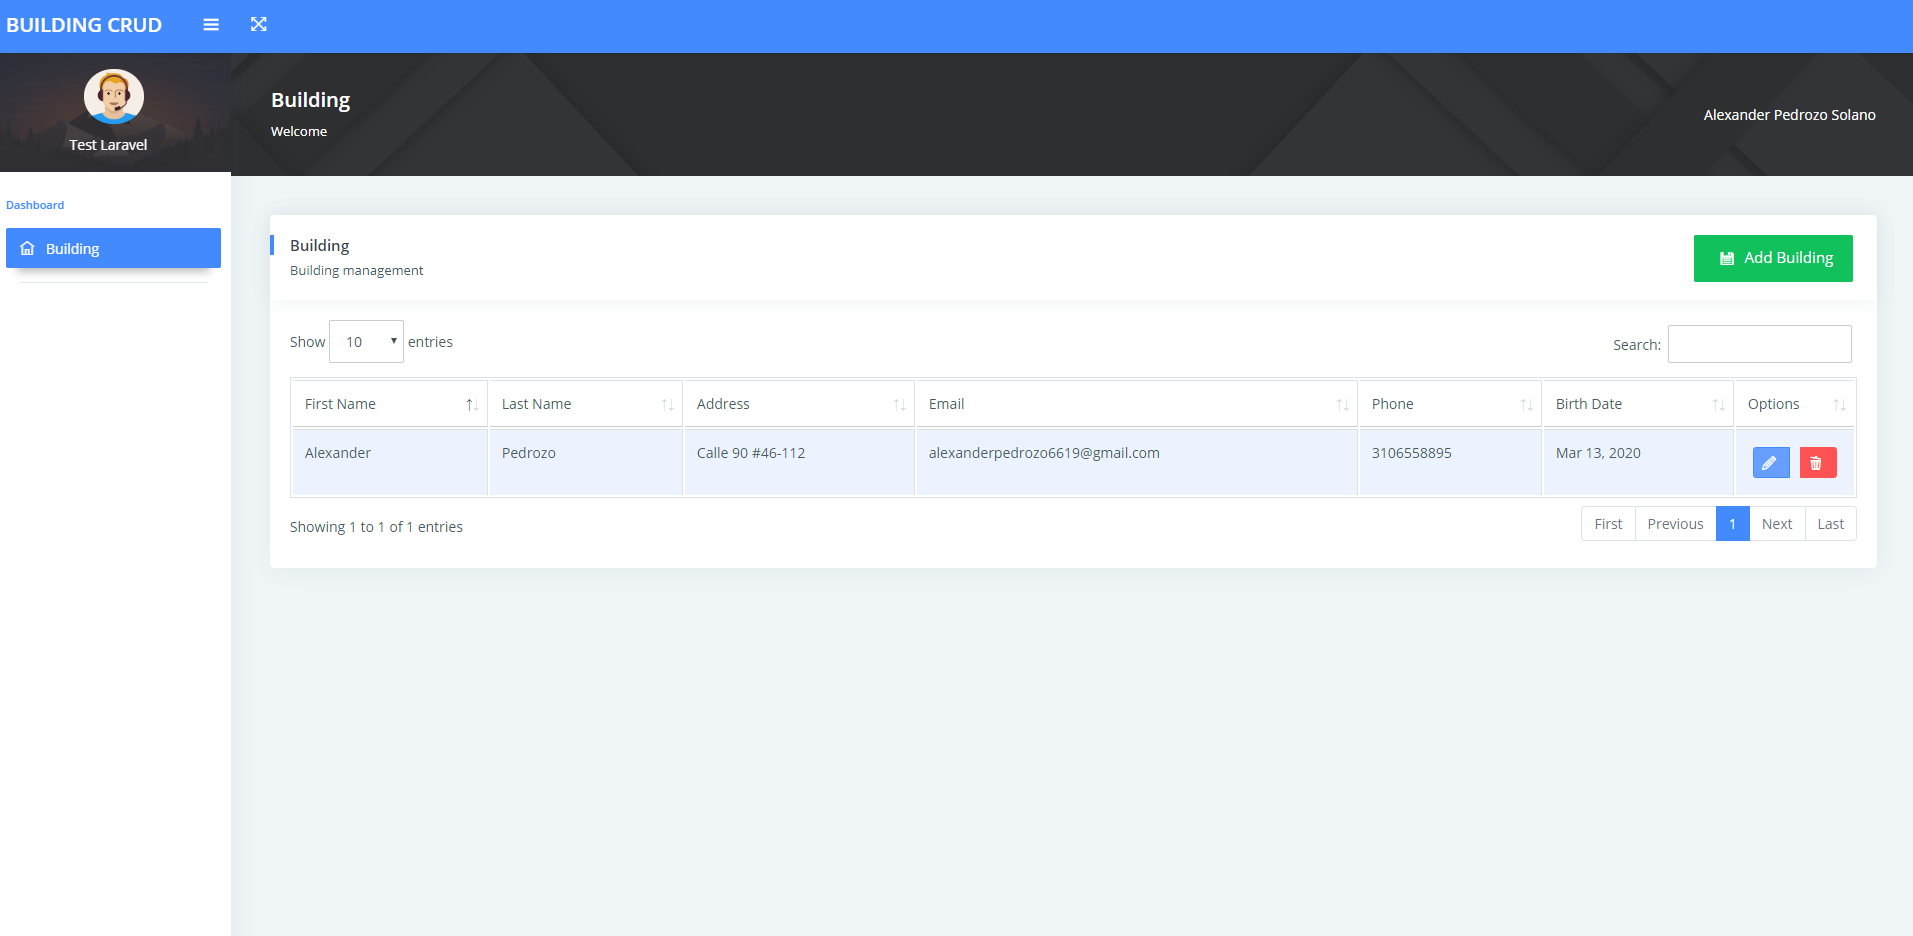 BUILDING CRUD
Test Laravel
Building
Welcome
Alexander Pedrozo Solano
Dashboard
Building
Building
Building management
Add Building
Show 10 entries
Search:
First Name Last Name Address Email Phone Birth Date Options
Alexander Pedrozo Calle 90 #46-112 alexanderpedrozo6619@gmail.com 3106558895 Mar 13, 2020
Showing 1 to 1 of 1 entries
First Previous 1 Next Last